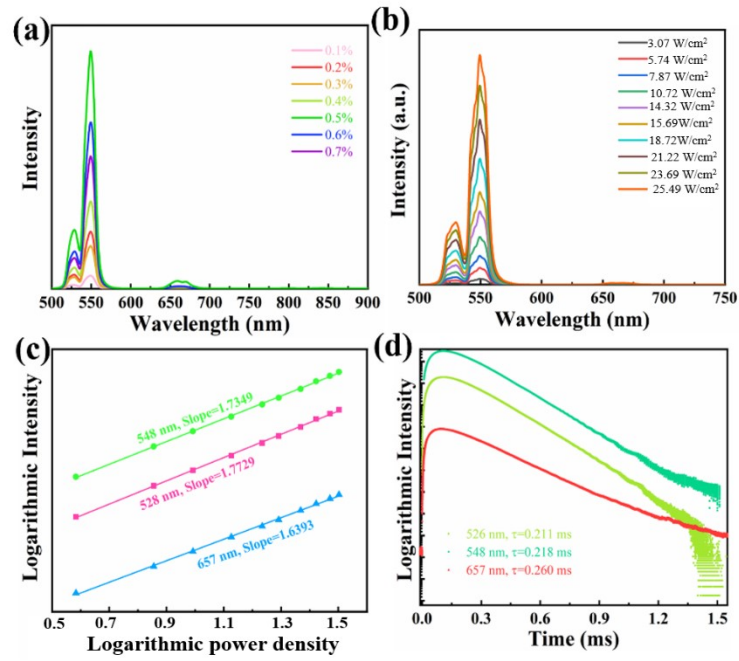 (a)
Intensity
0.1%
0.2%
0.3%
0.4%
0.5%
0.6%
0.7%
500 550 600 650 700 750 800 850 900
Wavelength (nm)
(b)
Intensity (a.u.)
3.07 W/cm²
5.74 W/cm²
7.87 W/cm²
10.72 W/cm²
14.32 W/cm²
15.69W/cm²
18.72W/cm²
21.22 W/cm²
23.69 W/cm²
25.49 W/cm²
500 550 600 650 700 750
Wavelength (nm)
(c)
Logarithmic Intensity
548 nm, Slope=1.7349
528 nm, Slope=1.7729
657 nm, Slope=1.6393
0.5 0.7 0.9 1.1 1.3 1.5
Logarithmic power density
(d)
Logarithmic Intensity
526 nm, τ=0.211 ms
548 nm, τ=0.218 ms
657 nm, τ=0.260 ms
0.0 0.3 0.6 0.9 1.2 1.5
Time (ms)